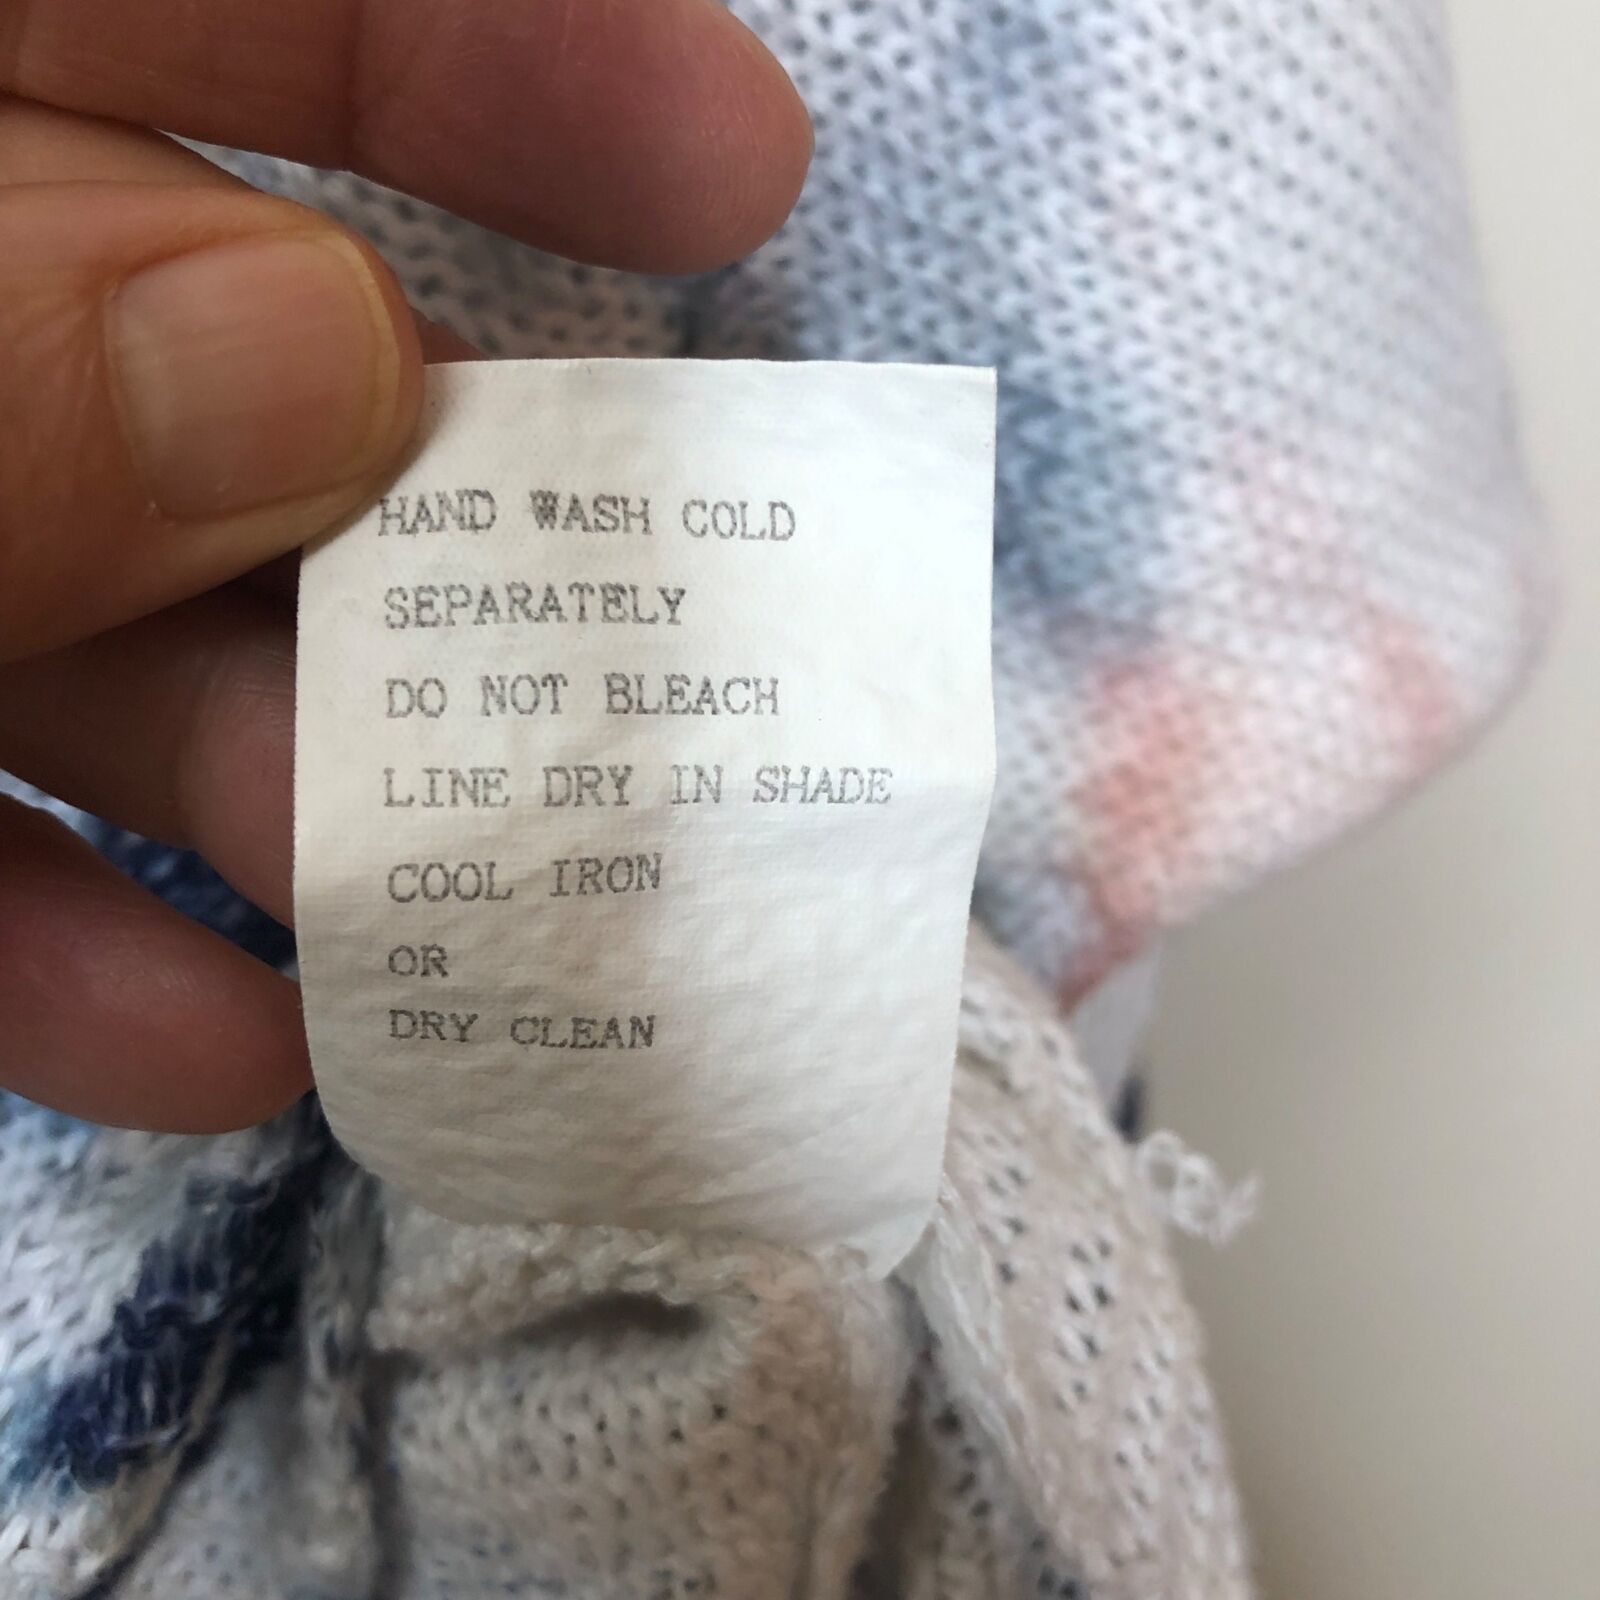 HAND WASH COLD
SEPARATELY
DO NOT BLEACH
LINE DRY IN SHADE
COOL IRON
OR
DRY CLEAN